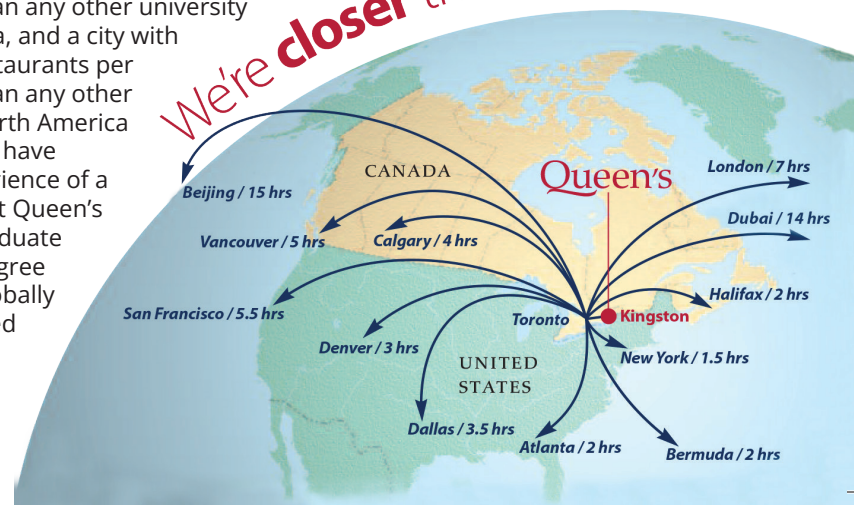 an any other university
a, and a city with
taurants per
an any other
rth America
have
rience of a
t Queen's
duate
gree
obally
ed
We're closer
CANADA
Queen's
London / 7 hrs
Beijing / 15 hrs
Dubai / 14 hrs
Vancouver / 5 hrs
Calgary / 4 hrs
Halifax / 2 hrs
San Francisco / 5.5 hrs
Toronto
Kingston
Denver / 3 hrs
New York / 1.5 hrs
UNITED
STATES
Dallas / 3.5 hrs
Atlanta / 2 hrs
Bermuda / 2 hrs